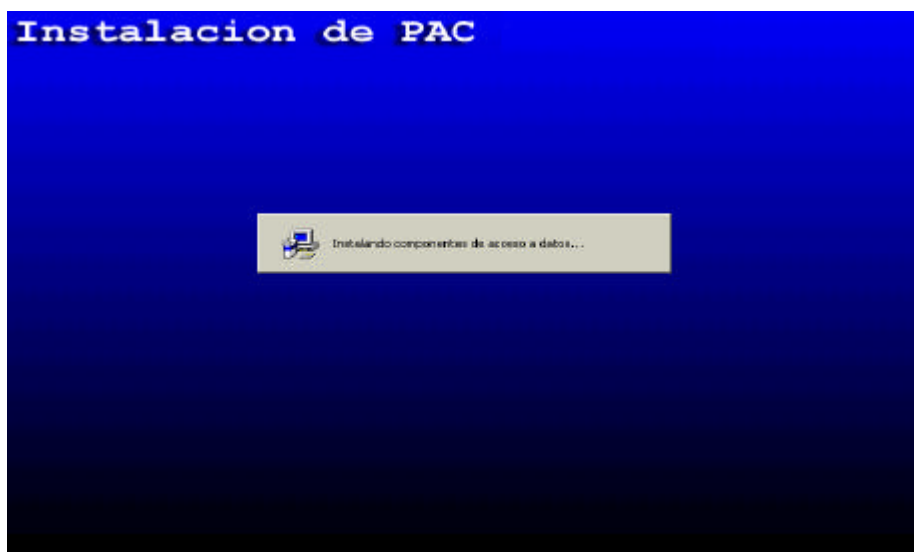 Instalacion de PAC
Instalando componentes de acceso a datos...